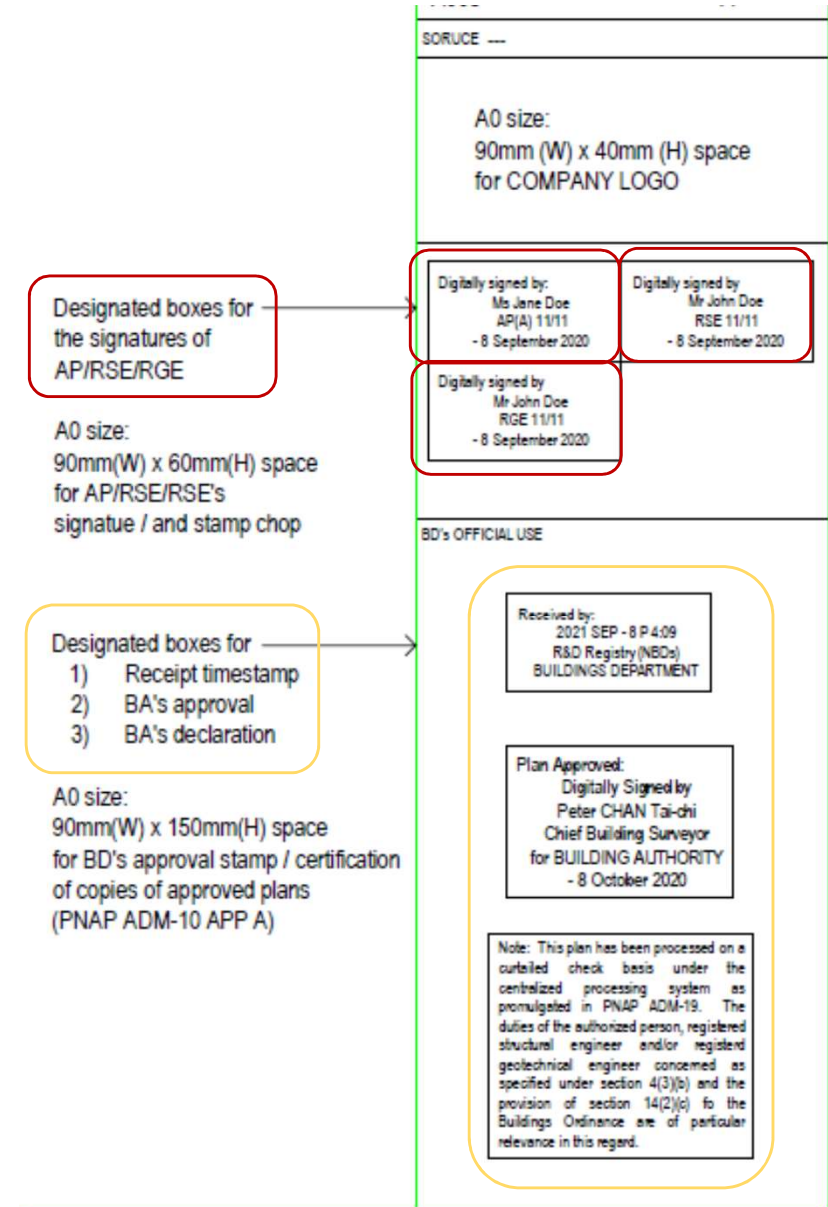 SORUCE ---
A0 size:
90mm (W) x 40mm (H) space
for COMPANY LOGO
Designated boxes for
the signatures of
AP/RSE/RGE
Digitally signed by:
Ms Jane Doe
AP(A) 11/11
- 8 September 2020
Digitally signed by
Mr John Doe
RSE 11/11
- 8 September 2020
Digitally signed by
Mr John Doe
RGE 11/11
- 8 September 2020
A0 size:
90mm(W) x 60mm(H) space
for AP/RSE/RSE's
signatue / and stamp chop
BD's OFFICIAL USE
Designated boxes for
1) Receipt timestamp
2) BA's approval
3) BA's declaration
A0 size:
90mm(W) x 150mm(H) space
for BD's approval stamp / certification
of copies of approved plans
(PNAP ADM-10 APP A)
Received by:
2021 SEP - 8 P 4:09
R&D Registry (NBDs)
BUILDINGS DEPARTMENT
Plan Approved:
Digitally Signed by
Peter CHAN Tai-chi
Chief Building Surveyor
for BUILDING AUTHORITY
- 8 October 2020
Note: This plan has been processed on a
curtailed check basis under the
centralized processing system as
promulgated in PNAP ADM-19. The
duties of the authorized person, registered
structural engineer and/or registerd
geotechnical engineer concerned as
specified under section 4(3)(b) and the
provision of section 14(2)(c) fo the
Buildings Ordinance are of particular
relevance in this regard.